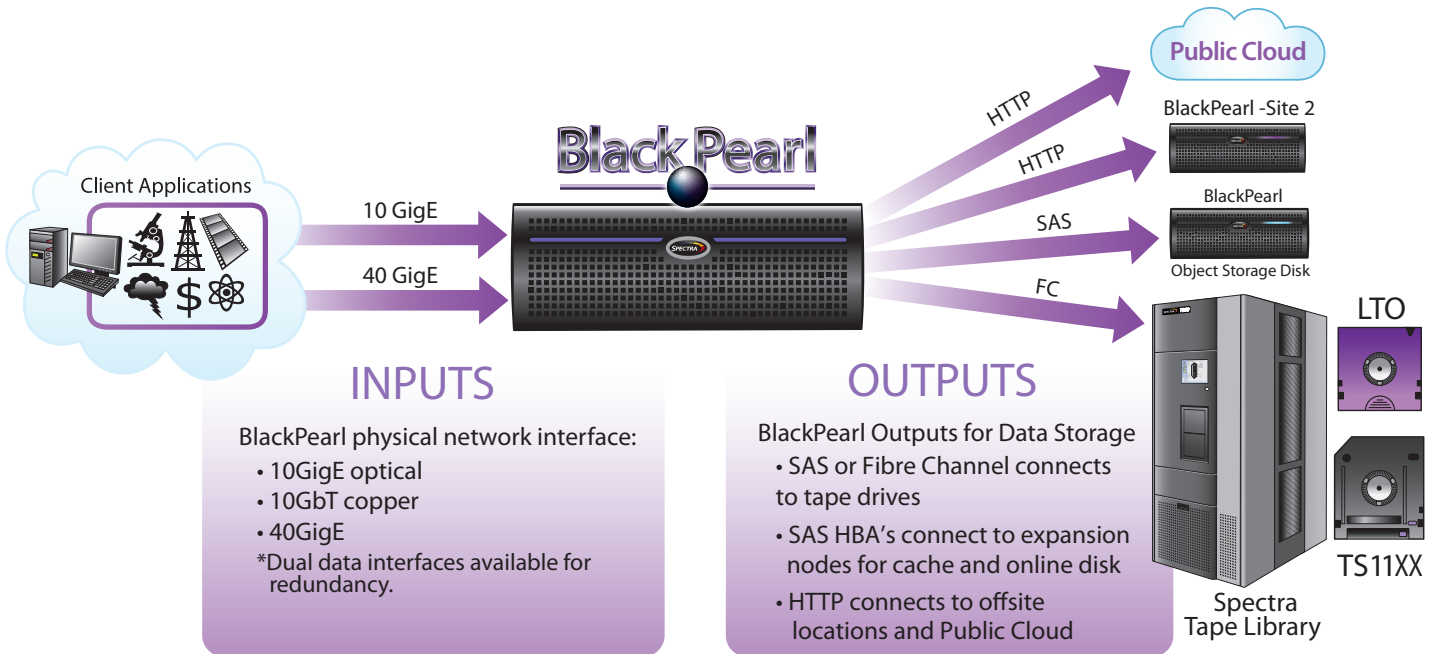 Public Cloud
HTTP
BlackPearl -Site 2
Black Pearl
HTTP
Client Applications
BlackPearl
10 GigE
SAS
SPECTRA
40 GigE
Object Storage Disk
FC
LTO
INPUTS
BlackPearl physical network interface:
• 10GigE optical
• 10GbT copper
• 40GigE
*Dual data interfaces available for
redundancy.
OUTPUTS
BlackPearl Outputs for Data Storage
• SAS or Fibre Channel connects
to tape drives
• SAS HBA's connect to expansion
nodes for cache and online disk
• HTTP connects to offsite
locations and Public Cloud
TS11XX
Spectra
Tape Library